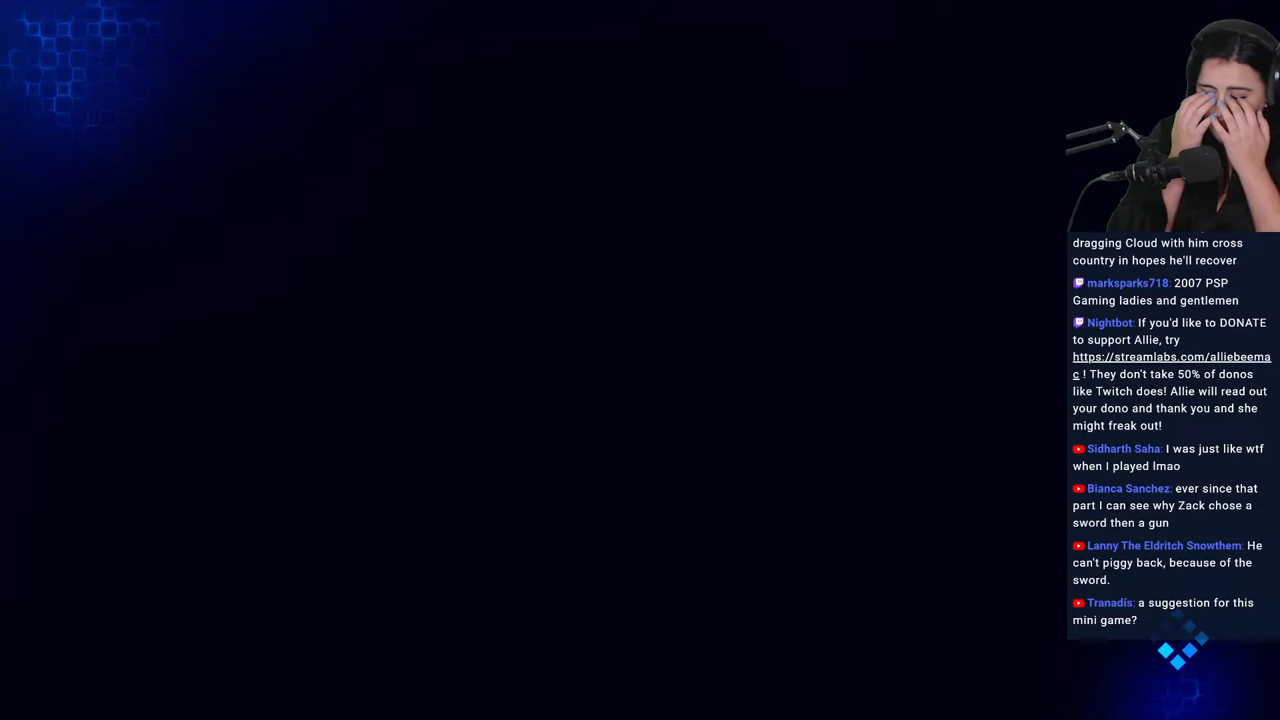 dragging Cloud with him cross
country in hopes he'll recover
marksparks718: 2007 PSP
Gaming ladies and gentlemen
Nightbot: If you'd like to DONATE
to support Allie, try
https://streamlabs.com/alliebeema
c ! They don't take 50% of donos
like Twitch does! Allie will read out
your dono and thank you and she
might freak out!
Sidharth Saha: I was just like wtf
when I played lmao
Bianca Sanchez: ever since that
part I can see why Zack chose a
sword then a gun
Lanny The Eldritch Snowthem: He
can't piggy back, because of the
sword.
Tranadís: a suggestion for this
mini game?